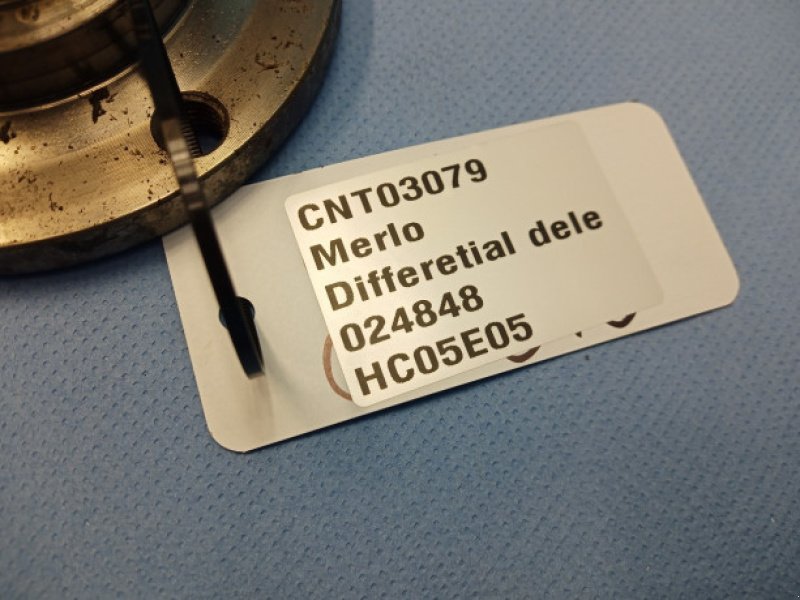 CNT03079
Merlo
Differetial dele
024848
HC05E05